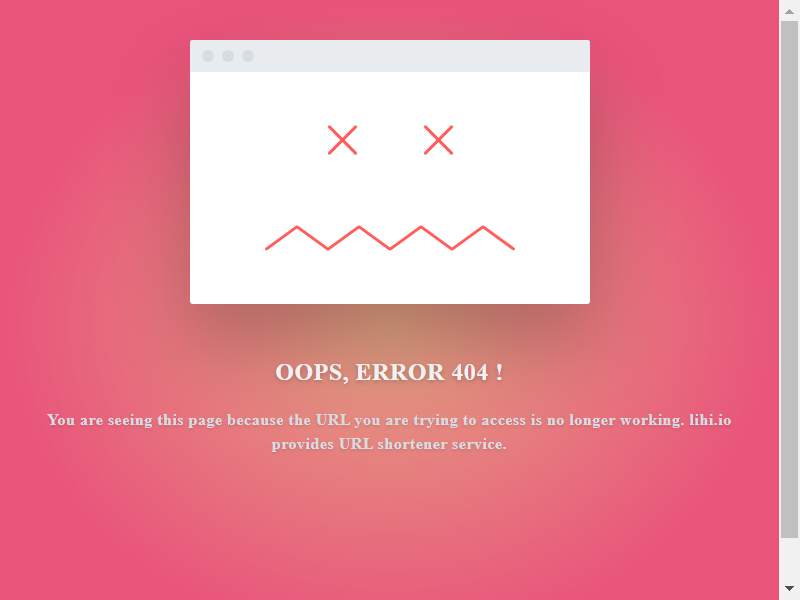 OOPS, ERROR 404 !
You are seeing this page because the URL you are trying to access is no longer working. lihi.io
provides URL shortener service.